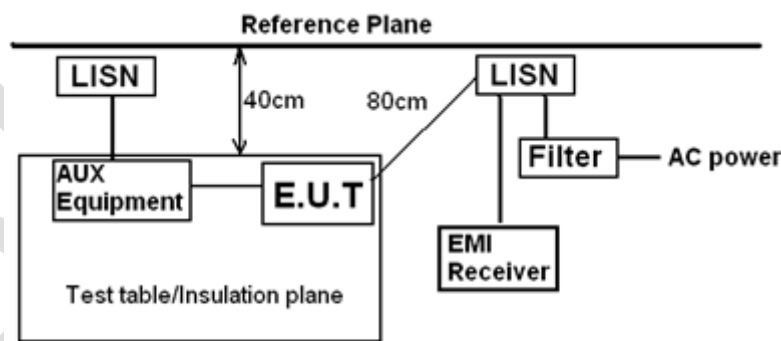 Reference Plane
LISN
40cm
80cm
LISN
Filter
AC power
AUX
Equipment
E.U.T
EMI
Receiver
Test table/Insulation plane